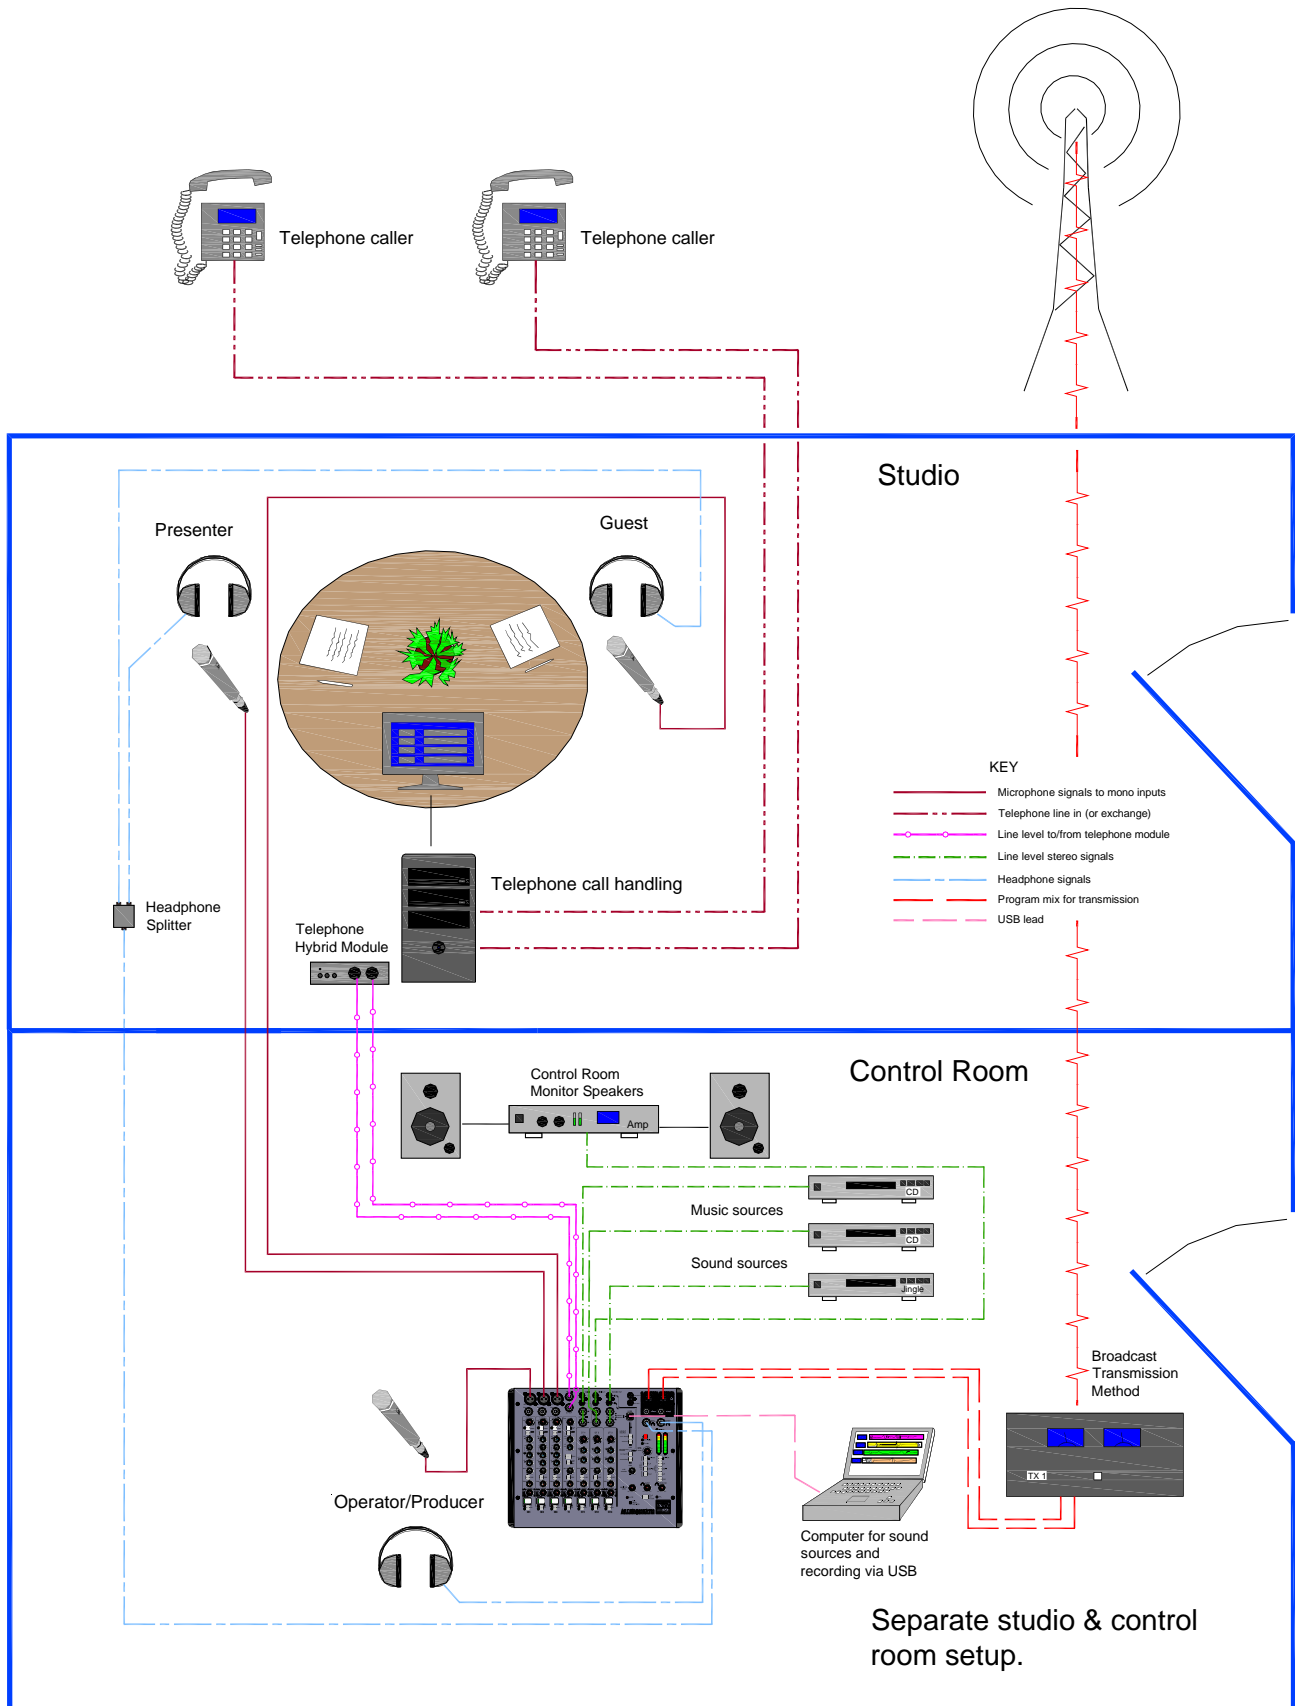 Telephone caller
Telephone caller
Studio
Presenter
Guest
KEY
Microphone signals to mono inputs
Telephone line in (or exchange)
Line level to/from telephone module
Line level stereo signals
Headphone signals
Program mix for transmission
USB lead
Telephone call handling
Headphone
Splitter
Telephone
Hybrid Module
Control Room
Control Room
Monitor Speakers
Amp
CD
Music sources
CD
Sound sources
Jingle
Broadcast
Transmission
Method
TX 1
Operator/Producer
Computer for sound
sources and
recording via USB
Separate studio & control
room setup.